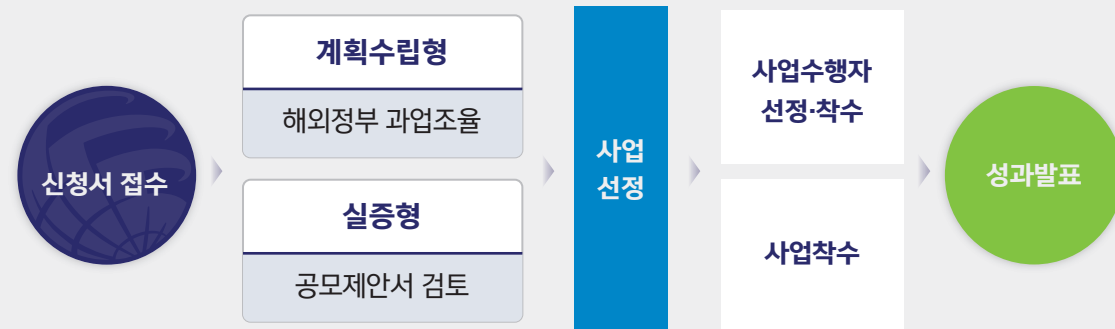 신청서 접수
계획수립형
해외정부 과업조율
실증형
공모제안서 검토
사업
선정
사업수행자
선정·착수
사업착수
성과발표